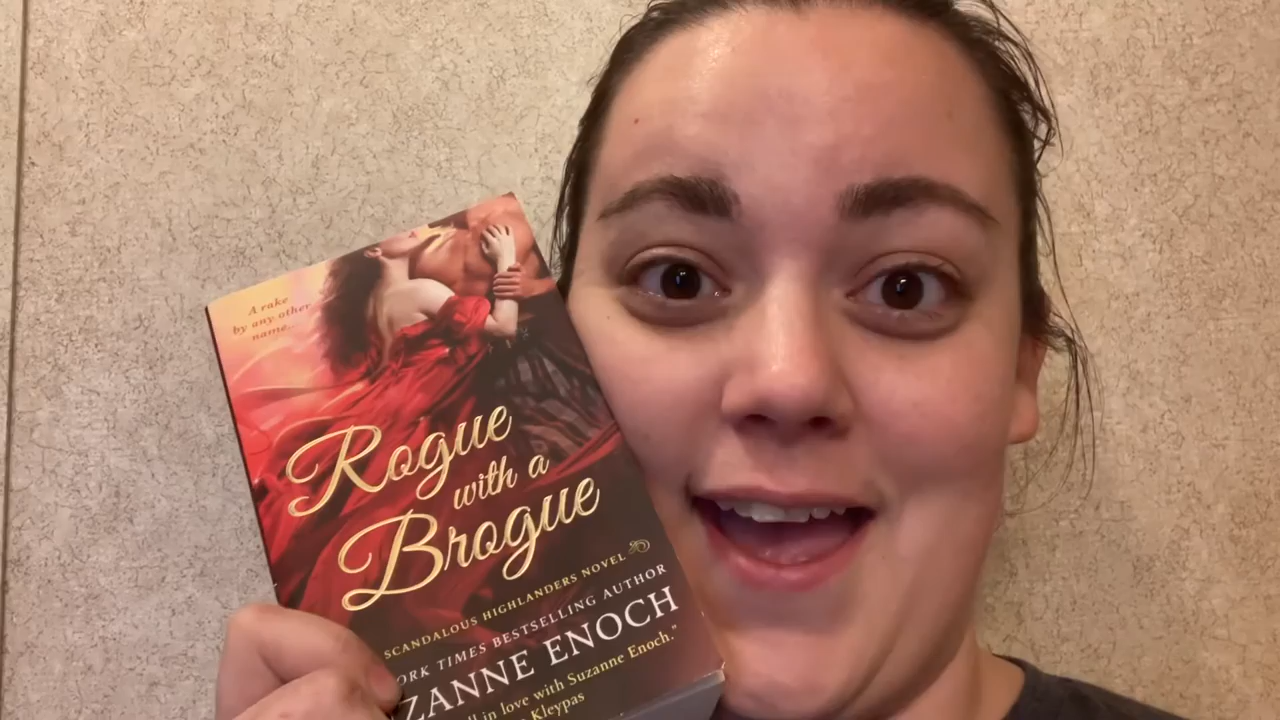 A rake
by any other
name...
Rogue
with a
Brogue
SCANDALOUS HIGHLANDERS NOVEL
ORK TIMES BESTSELLING AUTHOR
ZANNE ENOCH
in love with Suzanne Enoch."
Kleypas